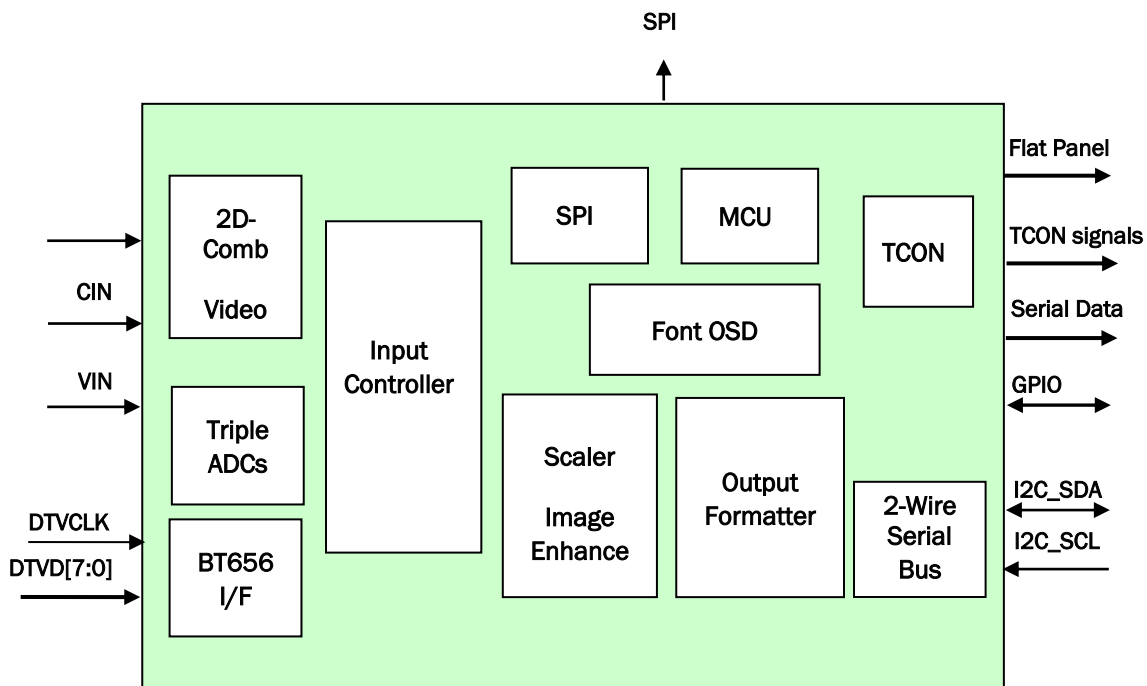 SPI
Flat Panel
2D-
Comb
Video
SPI
MCU
TCON
TCON signals
CIN
Serial Data
Font OSD
Input
Controller
VIN
GPIO
Triple
ADCs
Scaler
Image
Enhance
Output
Formatter
2-Wire
Serial
Bus
I2C_SDA
DTVCLK
I2C_SCL
DTVD[7:0]
BT656
I/F